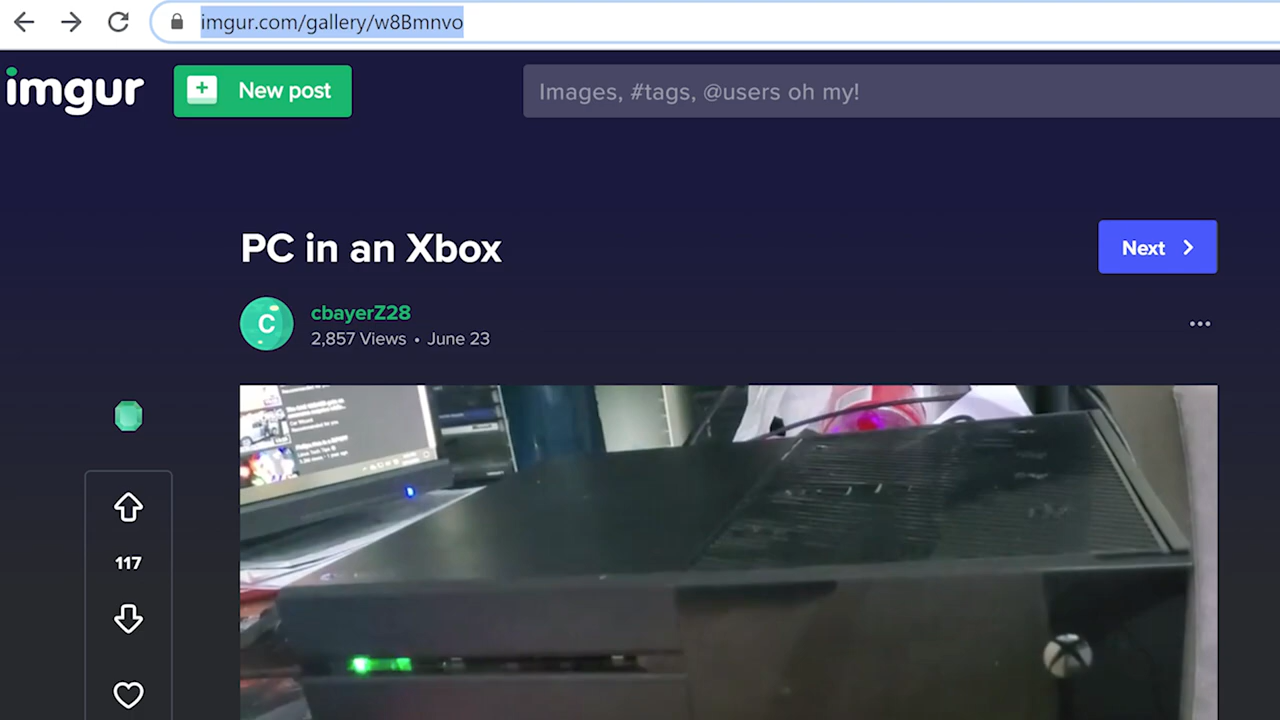 imgur.com/gallery/w8Bmnvo
imgur
New post
Images, #tags, @users oh my!
PC in an Xbox
Next
C
cbayerZ28
2,857 Views • June 23
117